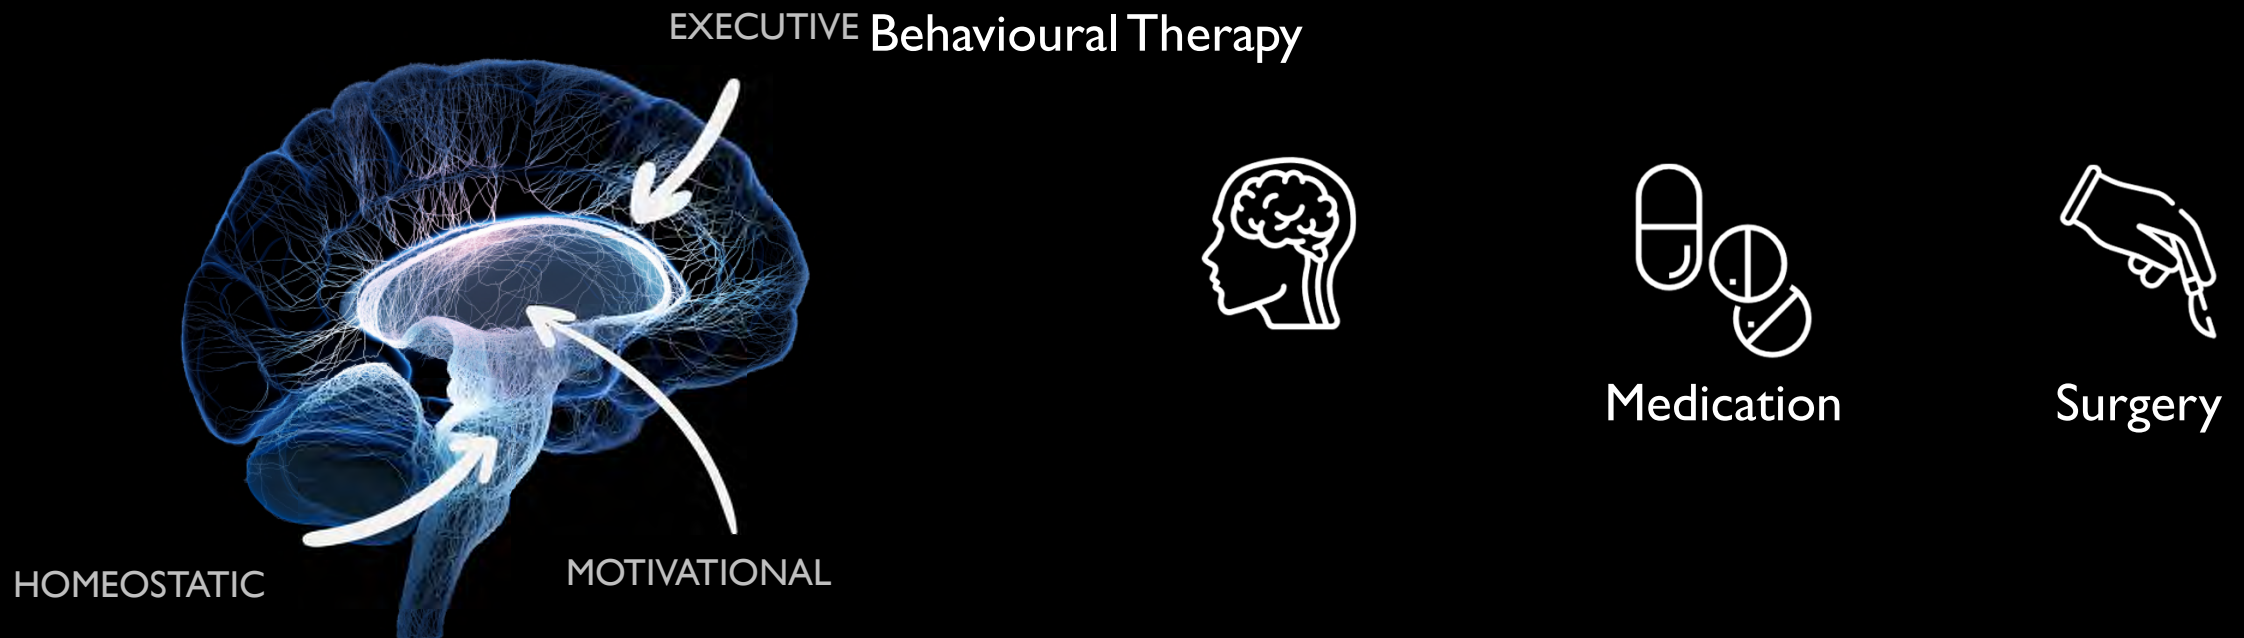 EXECUTIVE Behavioural Therapy
Medication
Surgery
HOMEOSTATIC
MOTIVATIONAL